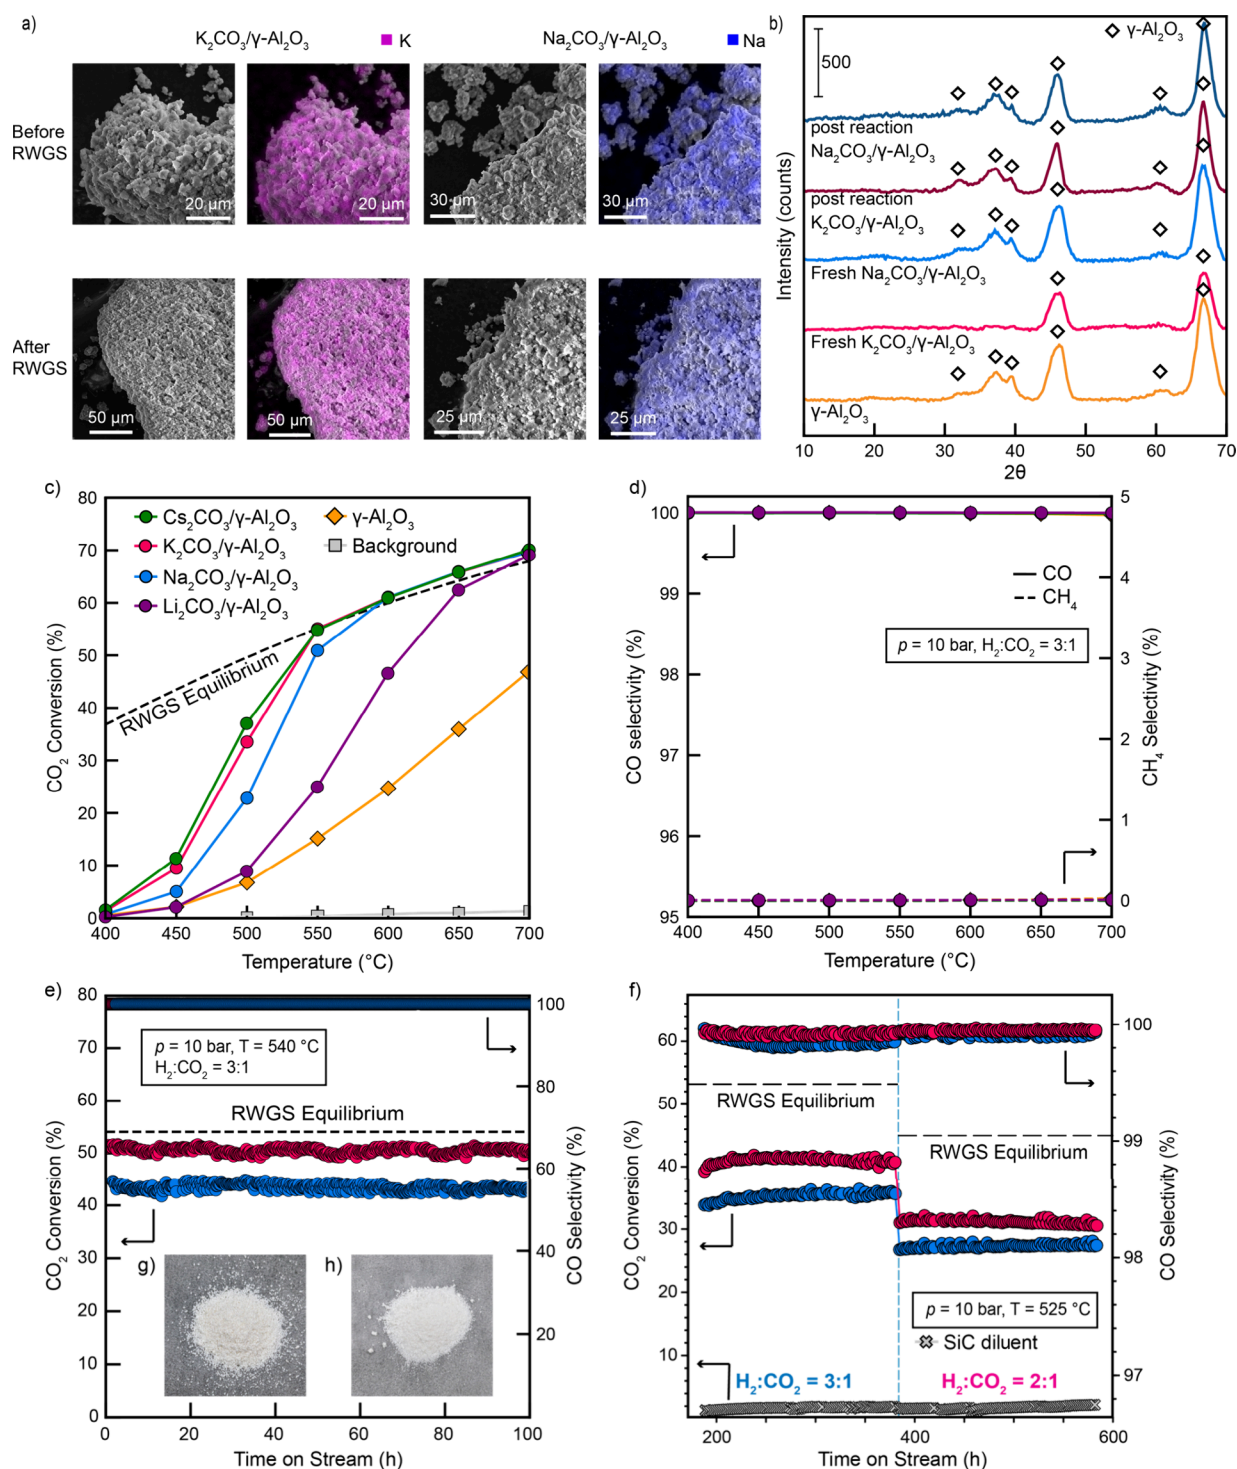 a)
K₂CO₃/γ-Al₂O₃
K
Na₂CO₃/γ-Al₂O₃
Na
Before
RWGS
20 μm
20 μm
30 μm
30 μm
After
RWGS
50 μm
50 μm
25 μm
25 μm
b)
γ-Al₂O₃
500
post reaction
Na₂CO₃/γ-Al₂O₃
post reaction
K₂CO₃/γ-Al₂O₃
Fresh Na₂CO₃/γ-Al₂O₃
Fresh K₂CO₃/γ-Al₂O₃
γ-Al₂O₃
Intensity (counts)
10 20 30 40 50 60 70
2θ
c)
80
70
60
50
40
30
20
10
0
CO₂ Conversion (%)
Cs₂CO₃/γ-Al₂O₃
K₂CO₃/γ-Al₂O₃
Na₂CO₃/γ-Al₂O₃
Li₂CO₃/γ-Al₂O₃
γ-Al₂O₃
Background
RWGS Equilibrium
400 450 500 550 600 650 700
Temperature (°C)
d)
100
99
98
97
96
95
CO selectivity (%)
CO
CH₄
p = 10 bar, H₂:CO₂ = 3:1
5
4
3
2
1
0
CH₄ Selectivity (%)
400 450 500 550 600 650 700
Temperature (°C)
e)
80
70
60
50
40
30
20
10
0
CO₂ Conversion (%)
p = 10 bar, T = 540 °C
H₂:CO₂ = 3:1
RWGS Equilibrium
g)
h)
100
80
60
40
20
CO Selectivity (%)
0 20 40 60 80 100
Time on Stream (h)
f)
60
50
40
30
20
10
CO₂ Conversion (%)
RWGS Equilibrium
RWGS Equilibrium
p = 10 bar, T = 525 °C
SiC diluent
H₂:CO₂ = 3:1
H₂:CO₂ = 2:1
100
99
98
97
CO Selectivity (%)
200 400 600
Time on Stream (h)